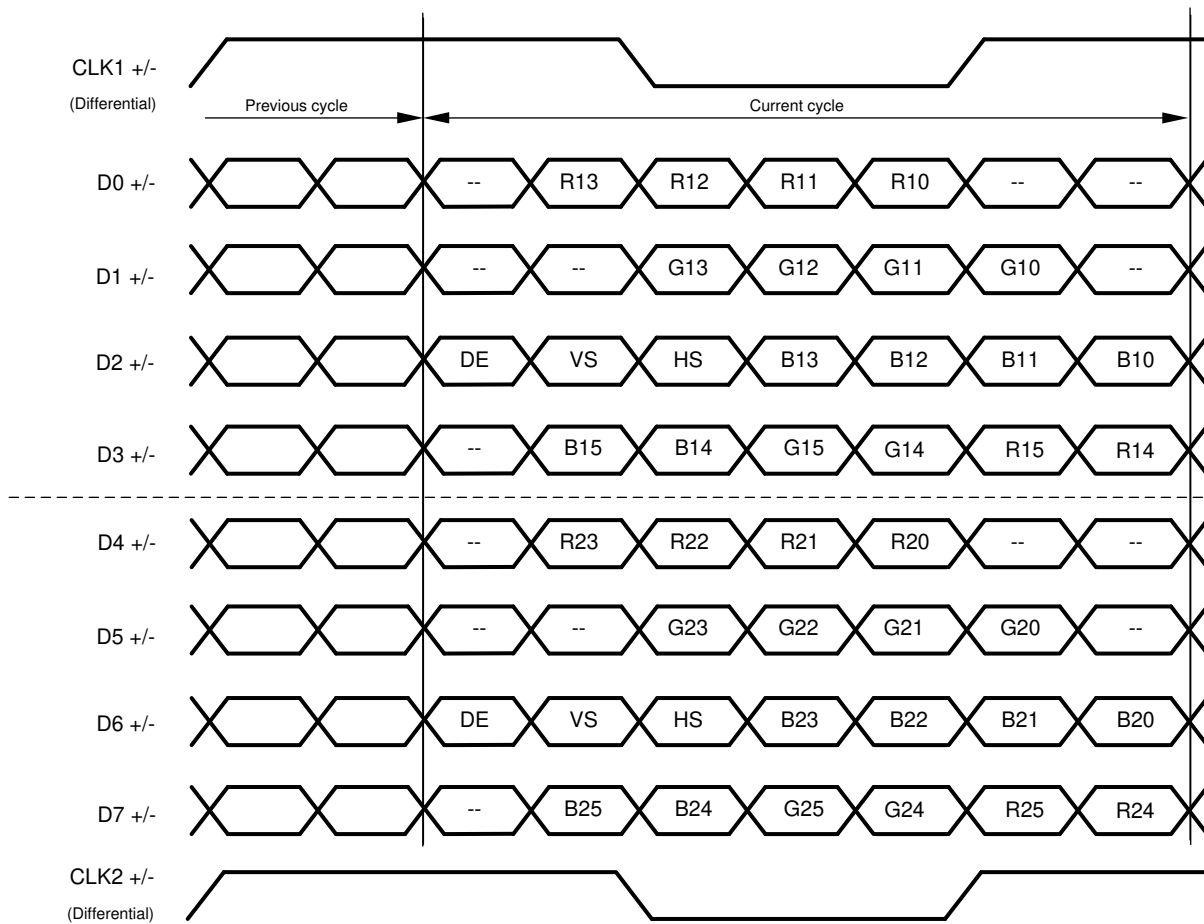 CLK1 +/-
(Differential)
Previous cycle Current cycle
D0 +/- -- R13 R12 R11 R10 -- --
D1 +/- -- -- G13 G12 G11 G10 --
D2 +/- DE VS HS B13 B12 B11 B10
D3 +/- -- B15 B14 G15 G14 R15 R14
D4 +/- -- R23 R22 R21 R20 -- --
D5 +/- -- -- G23 G22 G21 G20 --
D6 +/- DE VS HS B23 B22 B21 B20
D7 +/- -- B25 B24 G25 G24 R25 R24
CLK2 +/-
(Differential)